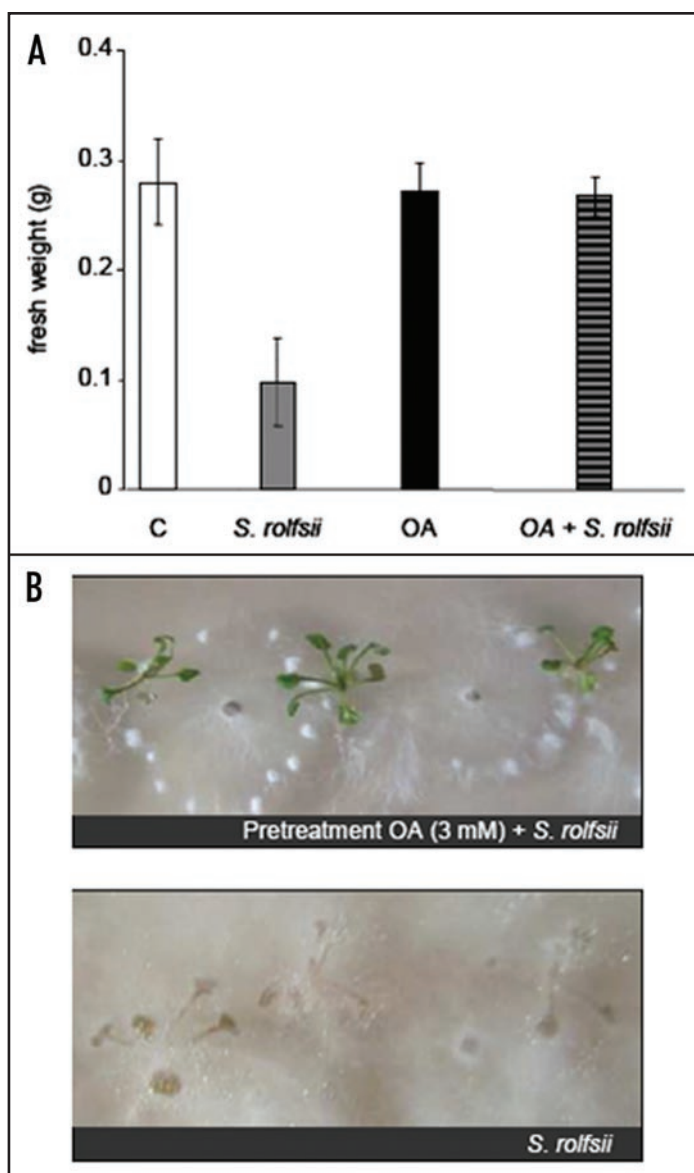 A
0.4
0.3
0.2
0.1
0
fresh weight (g)
C S. rolfsii OA OA + S. rolfsii
B
Pretreatment OA (3 mM) + S. rolfsii
S. rolfsii